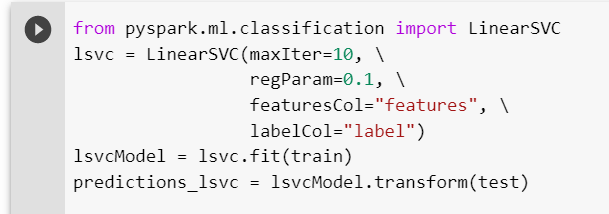 from pyspark.ml.classification import LinearSVC
lsvc = LinearSVC(maxIter=10, \
regParam=0.1, \
featuresCol="features", \
labelCol="label")
lsvcModel = lsvc.fit(train)
predictions_lsvc = lsvcModel.transform(test)